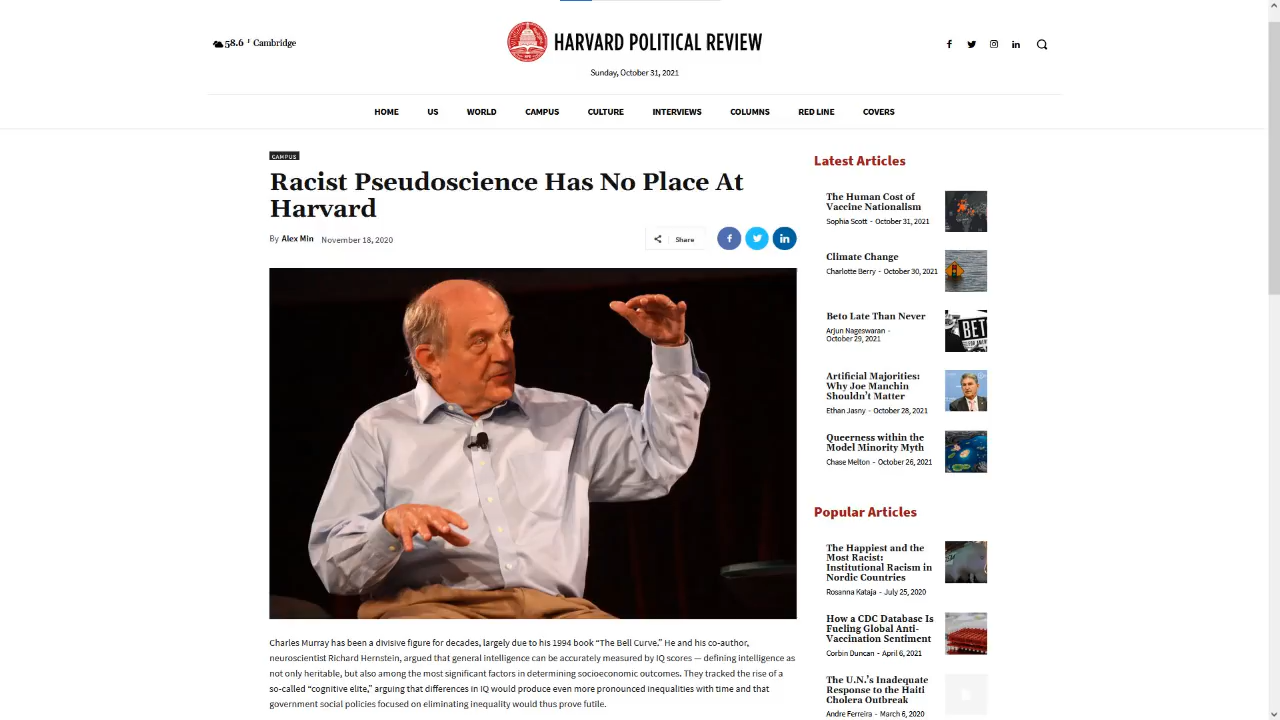 58.6 F Cambridge
HARVARD POLITICAL REVIEW
Sunday, October 31, 2021
HOME US WORLD CAMPUS CULTURE INTERVIEWS COLUMNS RED LINE COVERS
CAMPUS
Racist Pseudoscience Has No Place At
Harvard
By Alex Min November 18, 2020
Share
Charles Murray has been a divisive figure for decades, largely due to his 1994 book “The Bell Curve.” He and his co-author,
neuroscientist Richard Hernstein, argued that general intelligence can be accurately measured by IQ scores — defining intelligence as
not only heritable, but also among the most significant factors in determining socioeconomic outcomes. They tracked the rise of a
so-called “cognitive elite,” arguing that differences in IQ would produce even more pronounced inequalities with time and that
government social policies focused on eliminating inequality would thus prove futile.
Latest Articles
The Human Cost of
Vaccine Nationalism
Sophia Scott - October 31, 2021
Climate Change
Charlotte Berry - October 30, 2021
Beto Late Than Never
Arjun Nageswaran -
October 29, 2021
BET
Artificial Majorities:
Why Joe Manchin
Shouldn’t Matter
Ethan Jasny - October 28, 2021
Queerness within the
Model Minority Myth
Chase Melton - October 26, 2021
Popular Articles
The Happiest and the
Most Racist:
Institutional Racism in
Nordic Countries
Rosanna Kataja - July 25, 2020
How a CDC Database Is
Fueling Global Anti-
Vaccination Sentiment
Corbin Duncan - April 6, 2021
The U.N.’s Inadequate
Response to the Haiti
Cholera Outbreak
Andre Ferreira - March 6, 2020